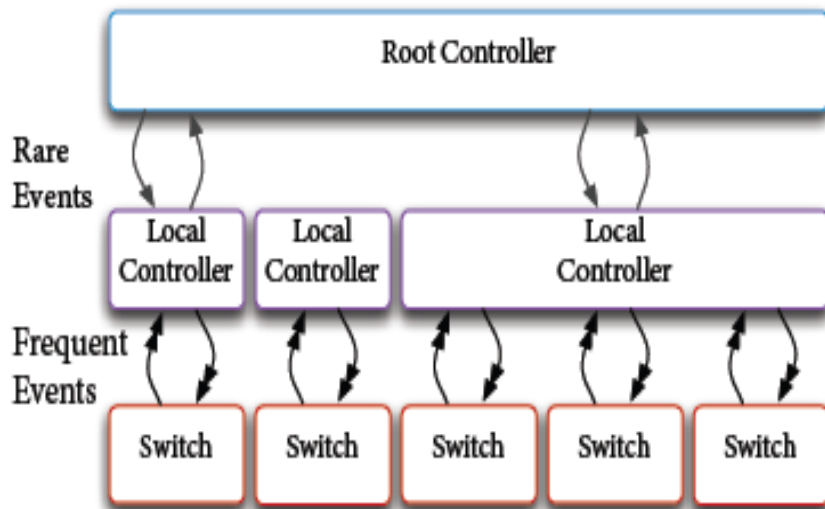 Root Controller
Rare
Events
Local
Controller
Local
Controller
Local
Controller
Frequent
Events
Switch
Switch
Switch
Switch
Switch